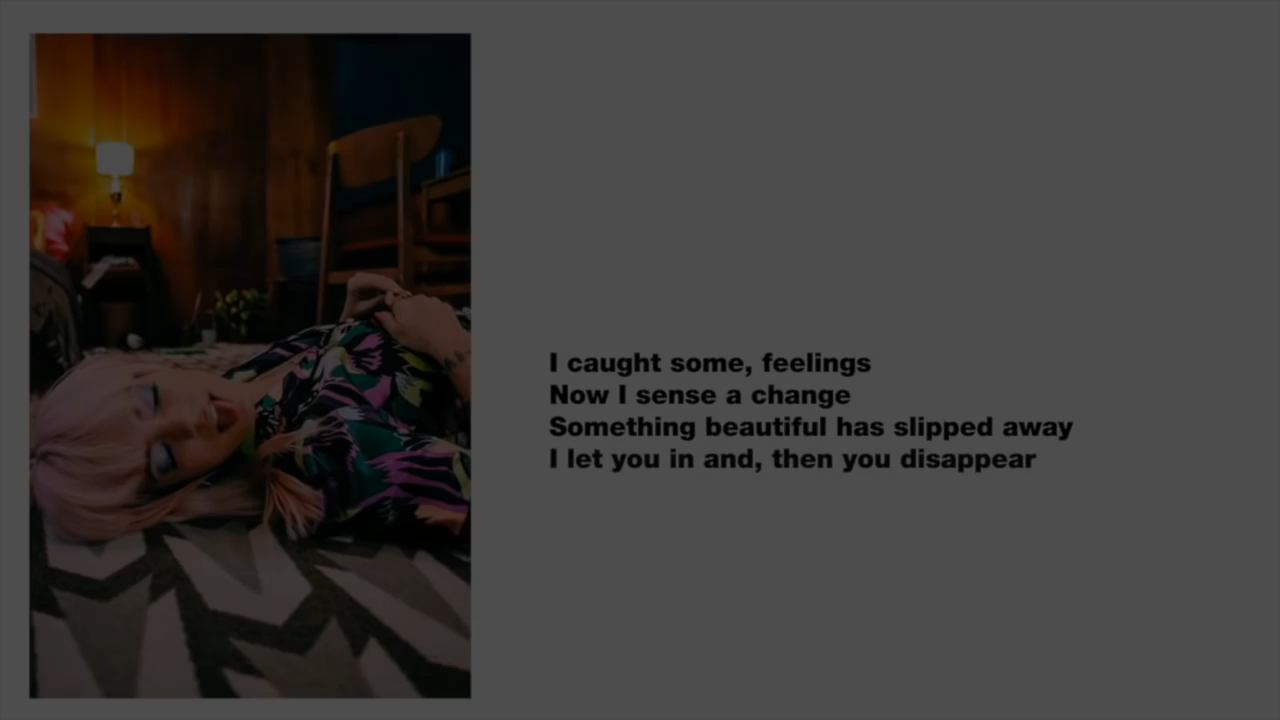 I caught some, feelings
Now I sense a change
Something beautiful has slipped away
I let you in and, then you disappear